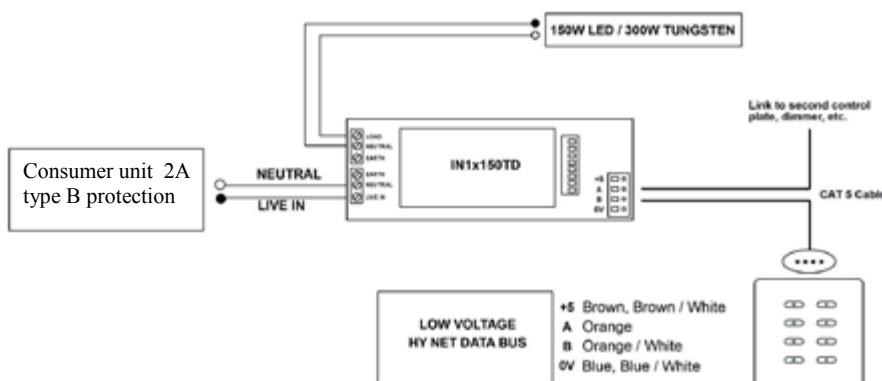 150W LED / 300W TUNGSTEN
Link to second control
plate, dimmer, etc.
LOAD
NEUTRAL
EARTH
IN1x150TD
Consumer unit 2A
type B protection
NEUTRAL
LIVE IN
EARTH
NEUTRAL
LIVE IN
+5
A
B
0V
CAT 5 Cable
LOW VOLTAGE
HY NET DATA BUS
+5 Brown, Brown / White
A Orange
B Orange / White
0V Blue, Blue / White